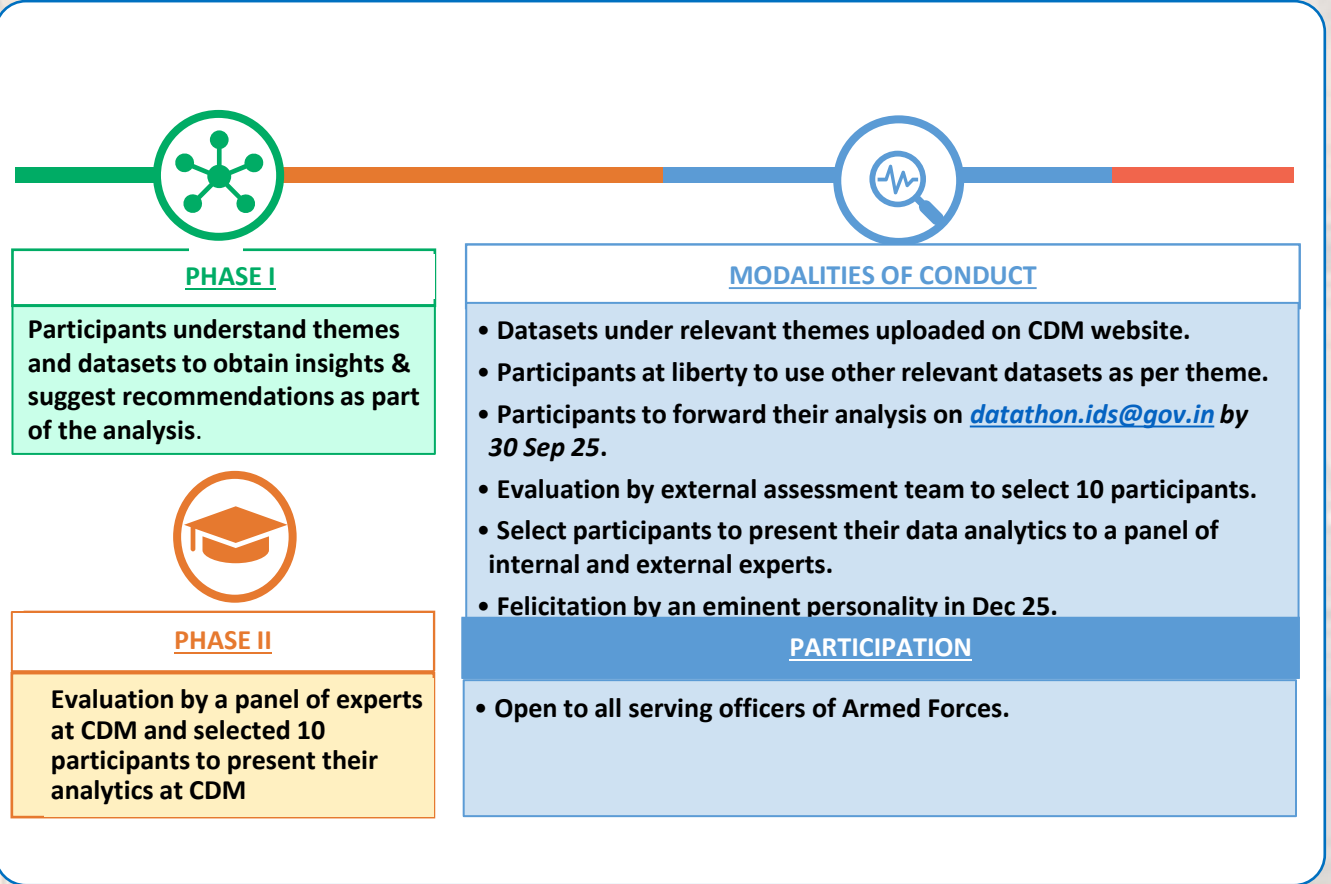 PHASE I
Participants understand themes
and datasets to obtain insights &
suggest recommendations as part
of the analysis.
PHASE II
Evaluation by a panel of experts
at CDM and selected 10
participants to present their
analytics at CDM
MODALITIES OF CONDUCT
• Datasets under relevant themes uploaded on CDM website.
• Participants at liberty to use other relevant datasets as per theme.
• Participants to forward their analysis on datathon.ids@gov.in by
30 Sep 25.
• Evaluation by external assessment team to select 10 participants.
• Select participants to present their data analytics to a panel of
internal and external experts.
• Felicitation by an eminent personality in Dec 25.
PARTICIPATION
• Open to all serving officers of Armed Forces.